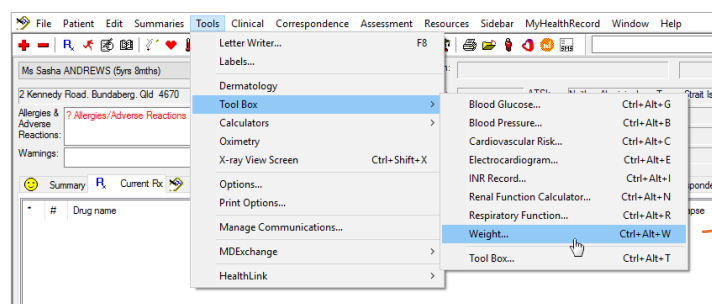 File Patient Edit Summaries Tools Clinical Correspondence Assessment Resources Sidebar MyHealthRecord Window Help
Ms Sasha ANDREWS (5yrs 8mths)
2 Kennedy Road. Bundaberg. Qld 4670
Allergies & Adverse Reactions:
? Allergies/Adverse Reactions
Warnings:
Summary Current Rx
# Drug name
Letter Writer... F8
Labels...
Dermatology
Tool Box
Calculators
Oximetry
X-ray View Screen Ctrl+Shift+X
Options...
Print Options...
Manage Communications...
MDExchange
HealthLink
Blood Glucose... Ctrl+Alt+G
Blood Pressure... Ctrl+Alt+B
Cardiovascular Risk... Ctrl+Alt+C
Electrocardiogram... Ctrl+Alt+E
INR Record... Ctrl+Alt+I
Renal Function Calculator... Ctrl+Alt+N
Respiratory Function... Ctrl+Alt+R
Weight... Ctrl+Alt+W
Tool Box... Ctrl+Alt+T